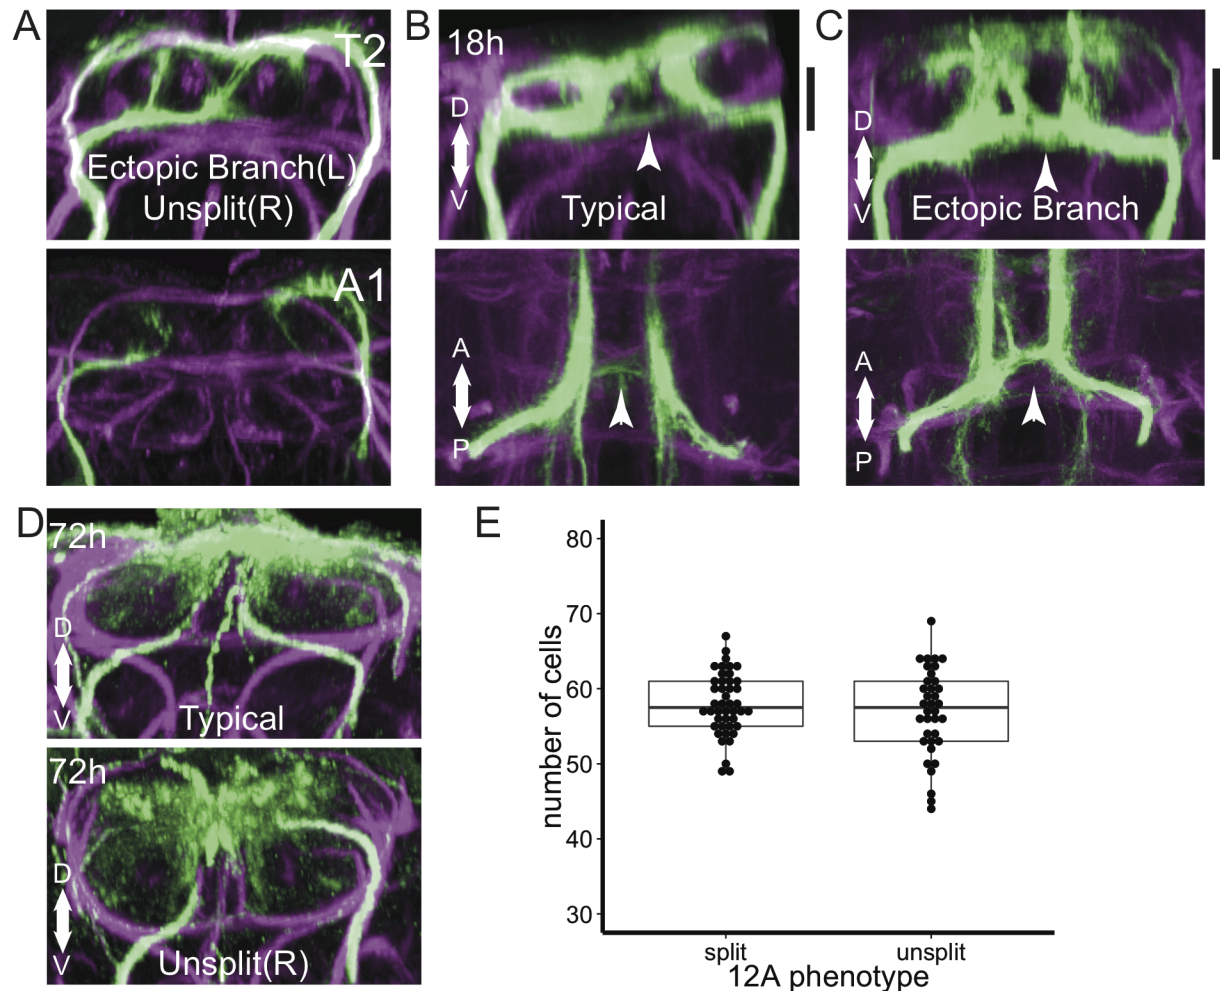 A
T2
Ectopic Branch(L)
Unsplit(R)
A1
B
18h
D
V
Typical
A
P
C
D
V
Ectopic Branch
A
P
D
72h
D
V
Typical
72h
D
V
Unsplit(R)
E
number of cells
80
70
60
50
40
30
split
unsplit
12A phenotype